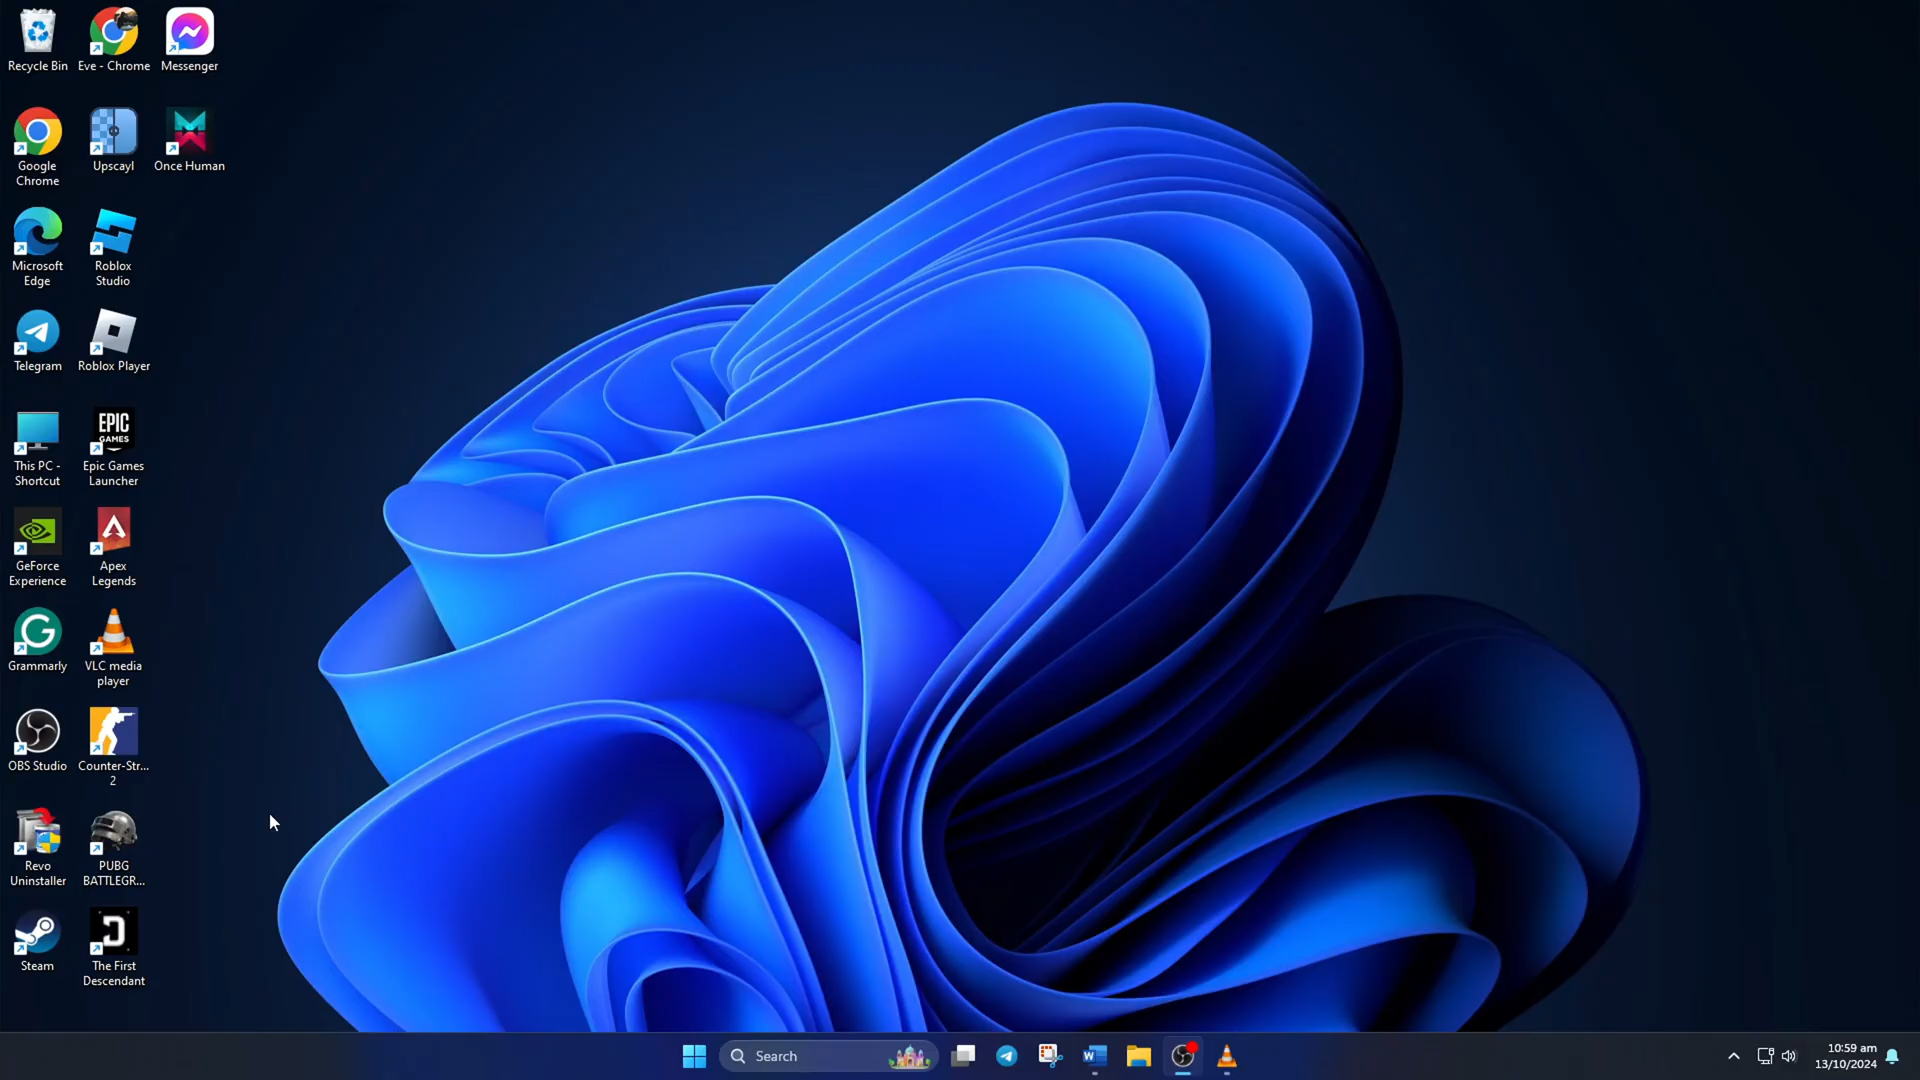 Recycle Bin
Eve - Chrome
Messenger
Google
Chrome
Upscayl
Once Human
Microsoft
Edge
Roblox
Studio
Telegram
Roblox Player
This PC -
Shortcut
EPIC
GAMES
Epic Games
Launcher
GeForce
Experience
Apex
Legends
Grammarly
VLC media
player
OBS Studio
Counter-Str...
2
Revo
Uninstaller
PUBG
BATTLEGR...
Steam
The First
Descendant
Search
10:59 am
13/10/2024